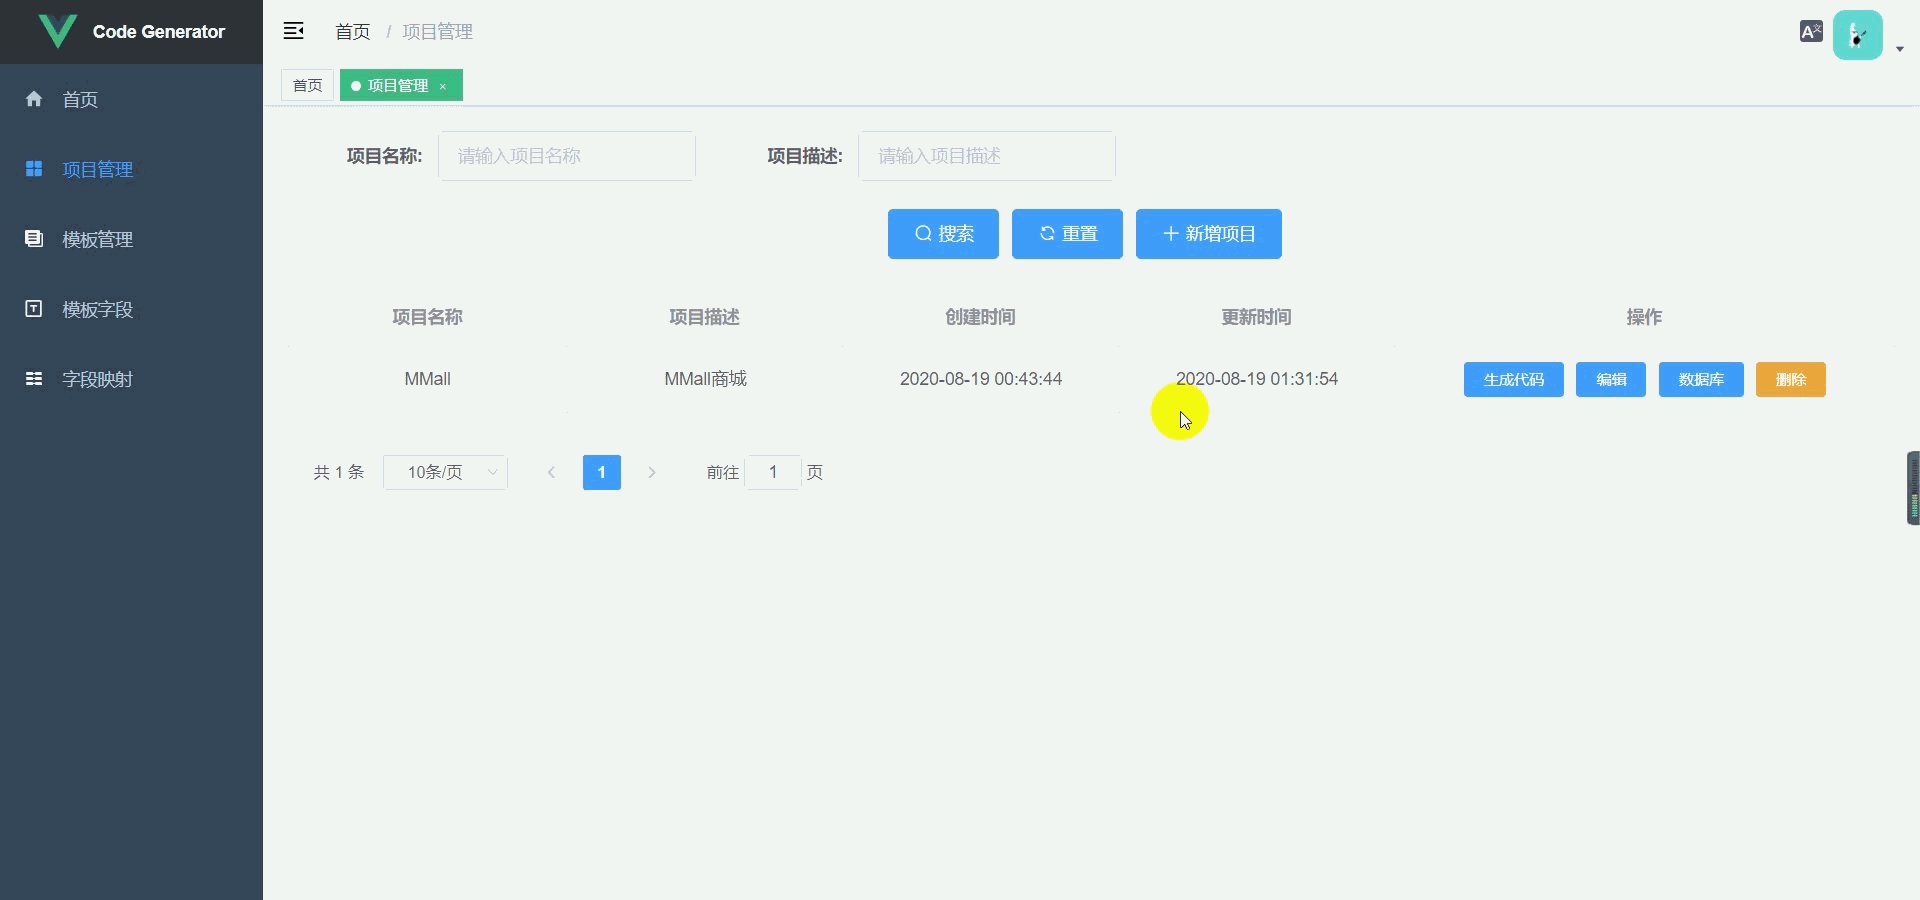 Code Generator
首页
项目管理
模板管理
模板字段
字段映射
首页 / 项目管理
首页
项目管理 ×
项目名称: 请输入项目名称 项目描述: 请输入项目描述
搜索 重置 新增项目
项目名称 项目描述 创建时间 更新时间 操作
MMall MMall商城 2020-08-19 00:43:44 2020-08-19 01:31:54 生成代码 编辑 数据库 删除
共 1 条 10条/页 1 前往 1 页